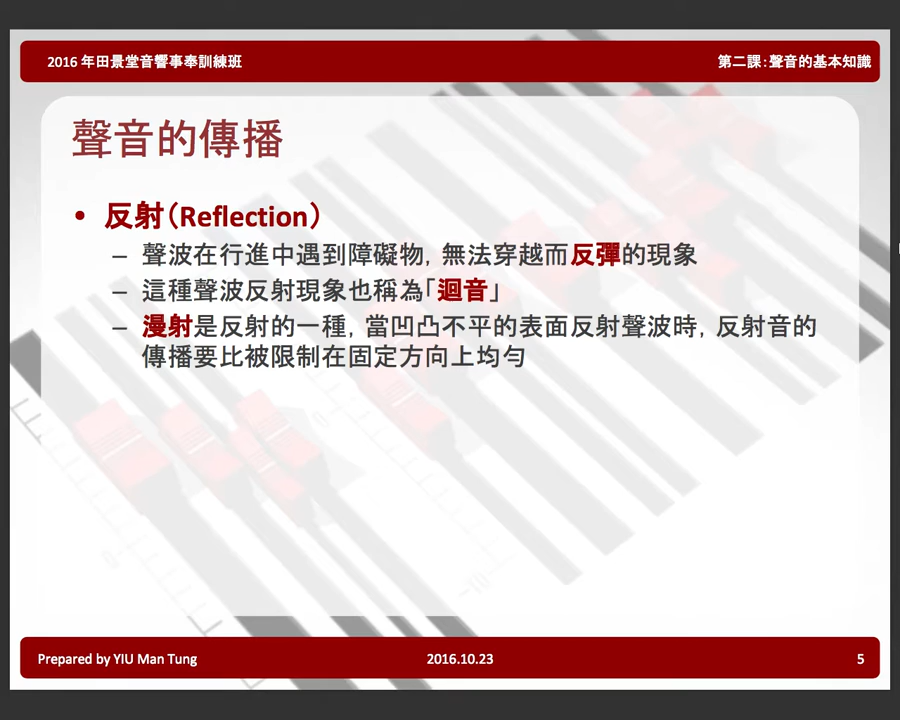 2016 年田景堂音響事奉訓練班
第二課：聲音的基本知識
聲音的傳播
• 反射（Reflection）
– 聲波在行進中遇到障礙物，無法穿越而反彈的現象
– 這種聲波反射現象也稱為「迴音」
– 漫射是反射的一種，當凹凸不平的表面反射聲波時，反射音的
傳播要比被限制在固定方向上均勻
Prepared by YIU Man Tung
2016.10.23
5